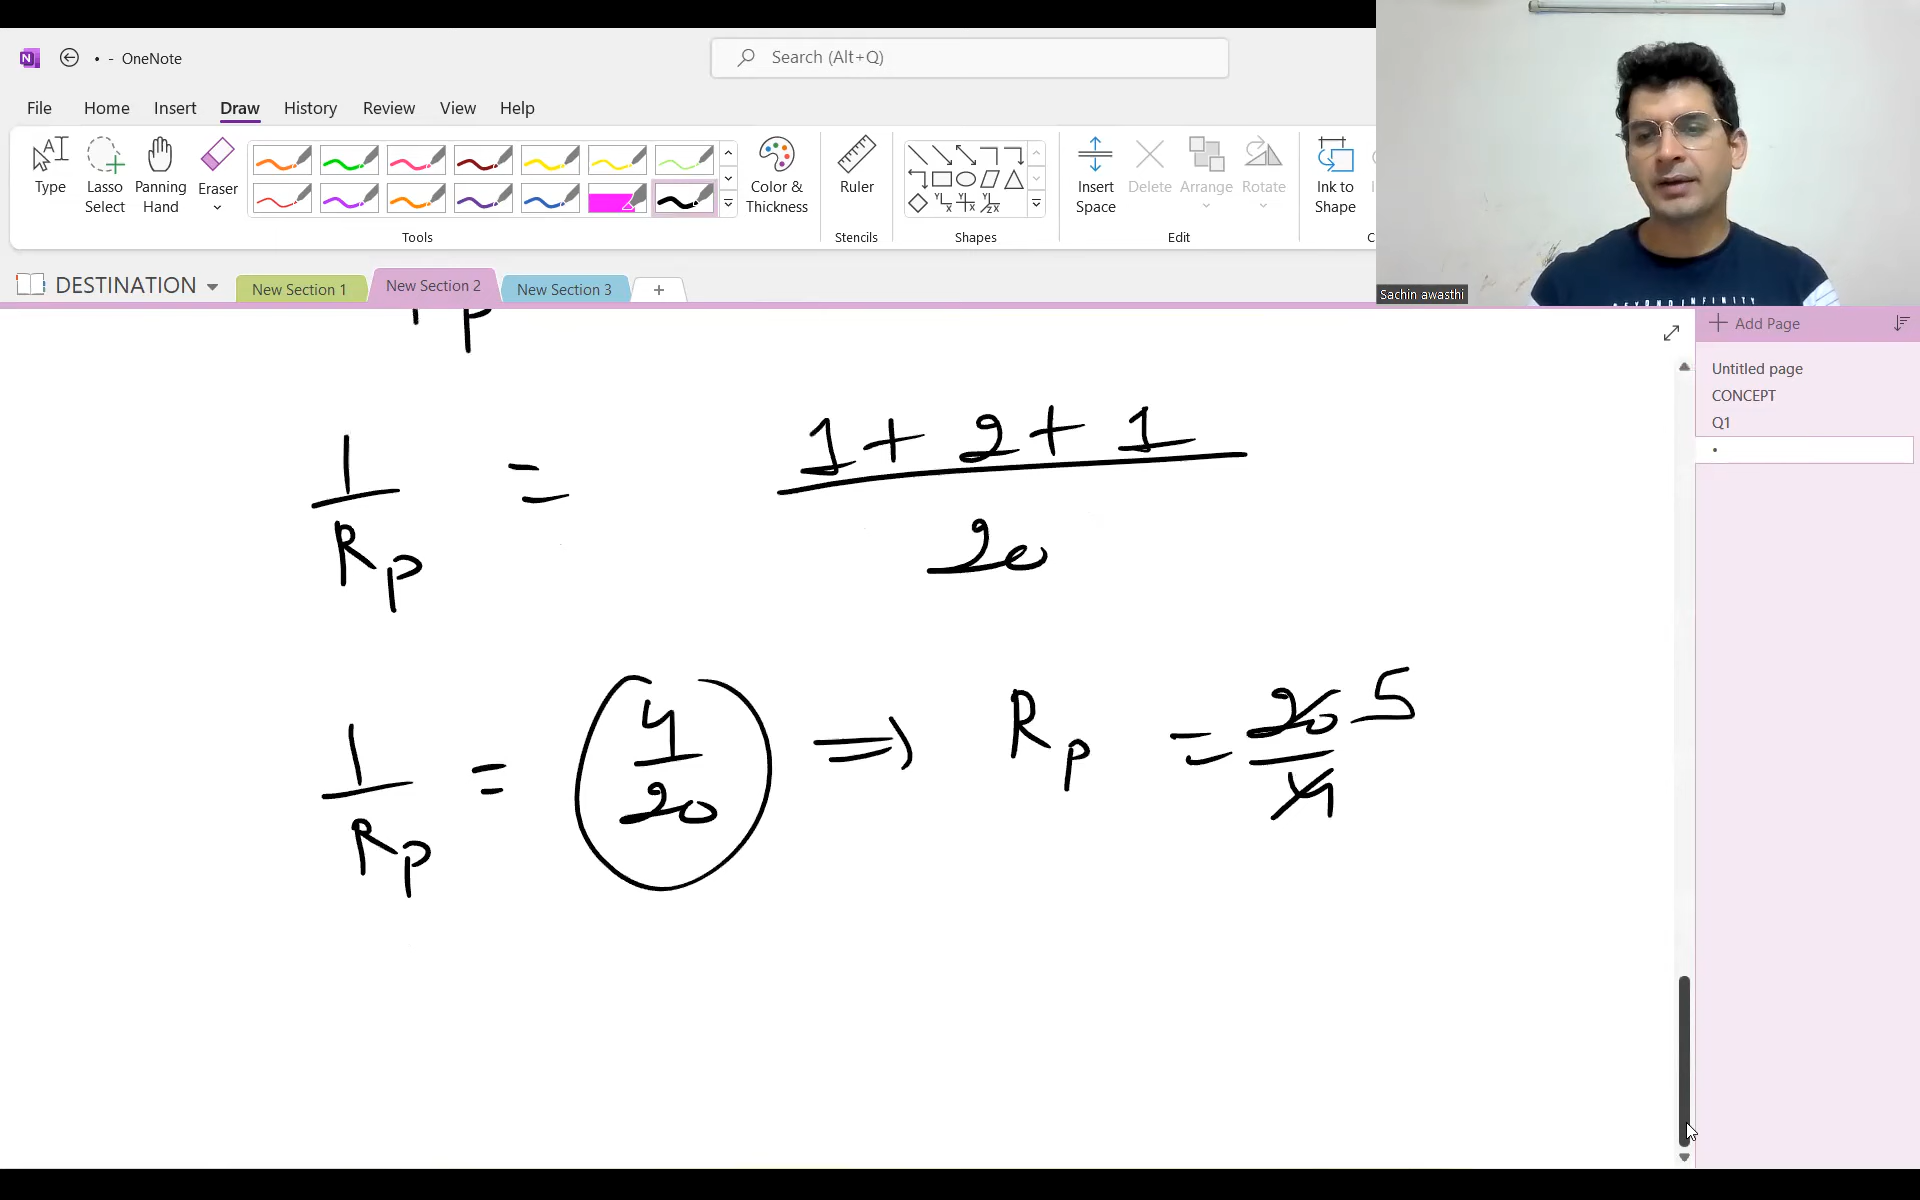 • - OneNote
Search (Alt+Q)
File Home Insert Draw History Review View Help
Type
Lasso Select
Panning Hand
Eraser
Color & Thickness
Ruler
Insert Space
Delete
Arrange
Rotate
Ink to Shape
Tools
Stencils
Shapes
Edit
Sachin awasthi
DESTINATION
New Section 1
New Section 2
New Section 3
Add Page
Untitled page
CONCEPT
Q1
•
1/Rp = (1 + 2 + 1)/20
1/Rp = 4/20 ⇒ Rp = 20/4 5